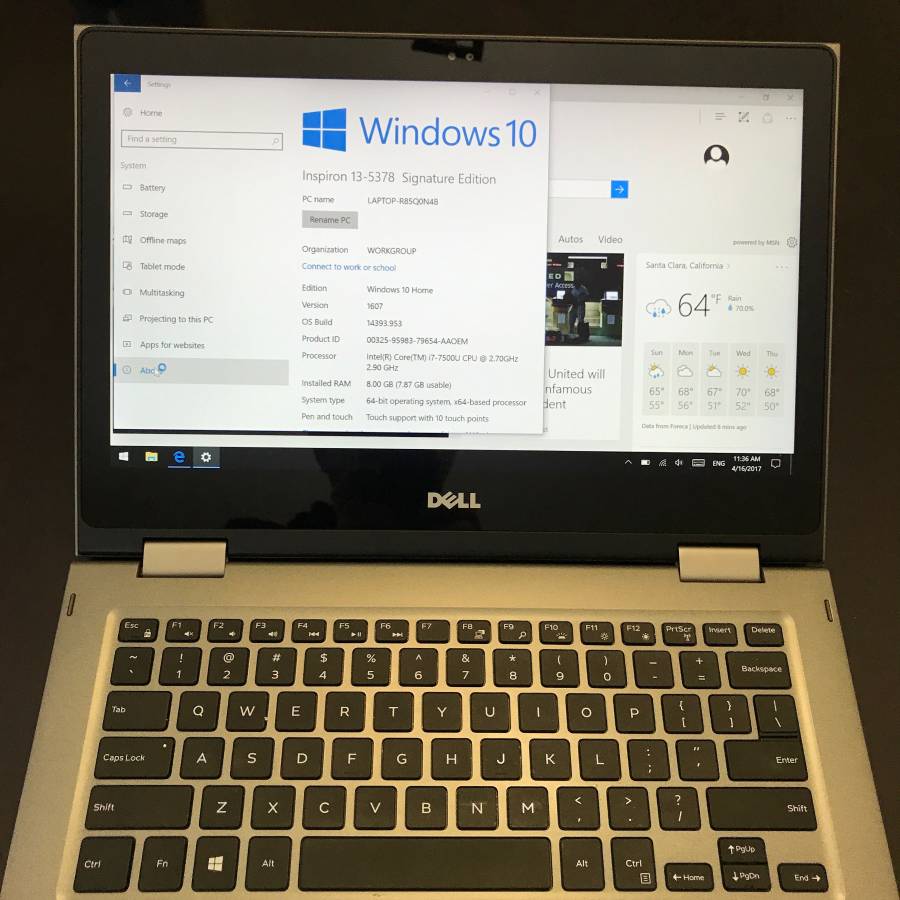 Settings
Home
Find a setting
System
Battery
Storage
Offline maps
Tablet mode
Multitasking
Projecting to this PC
Apps for websites
Windows 10
Inspiron 13-5378 Signature Edition
PC name LAPTOP-R85Q0N4B
Rename PC
Organization WORKGROUP
Connect to work or school
Edition Windows 10 Home
Version 1607
OS Build 14393.953
Product ID 00325-95983-79654-AAOEM
Processor Intel(R) Core(TM) i7-7500U CPU @ 2.70GHz
2.90 GHz
Installed RAM 8.00 GB (7.87 GB usable)
System type 64-bit operating system, x64-based processor
Pen and touch Touch support with 10 touch points
Autos Video
powered by MSN
United will
Santa Clara, California
64 °F
Rain
70.0%
Sun Mon Tue Wed Thu
65° 68° 67° 70° 68°
55° 56° 51° 52° 50°
Data from Foreca | Updated 6 mins ago
ENG
11:36 AM
4/16/2017
DELL
Esc F1 F2 F3 F4 F5 F6 F7 F8 F9 F10 F11 F12 PrtScr Insert Delete
~ ! @ # $ % ^ & * ( ) _ +
` 1 2 3 4 5 6 7 8 9 0 - = Backspace
Tab Q W E R T Y U I O P { [ } ] | \
Caps Lock A S D F G H J K L : ; " ' Enter
Shift Z X C V B N M < , > . ? / Shift
Ctrl Fn Alt Alt Ctrl Home PgUp PgDn End